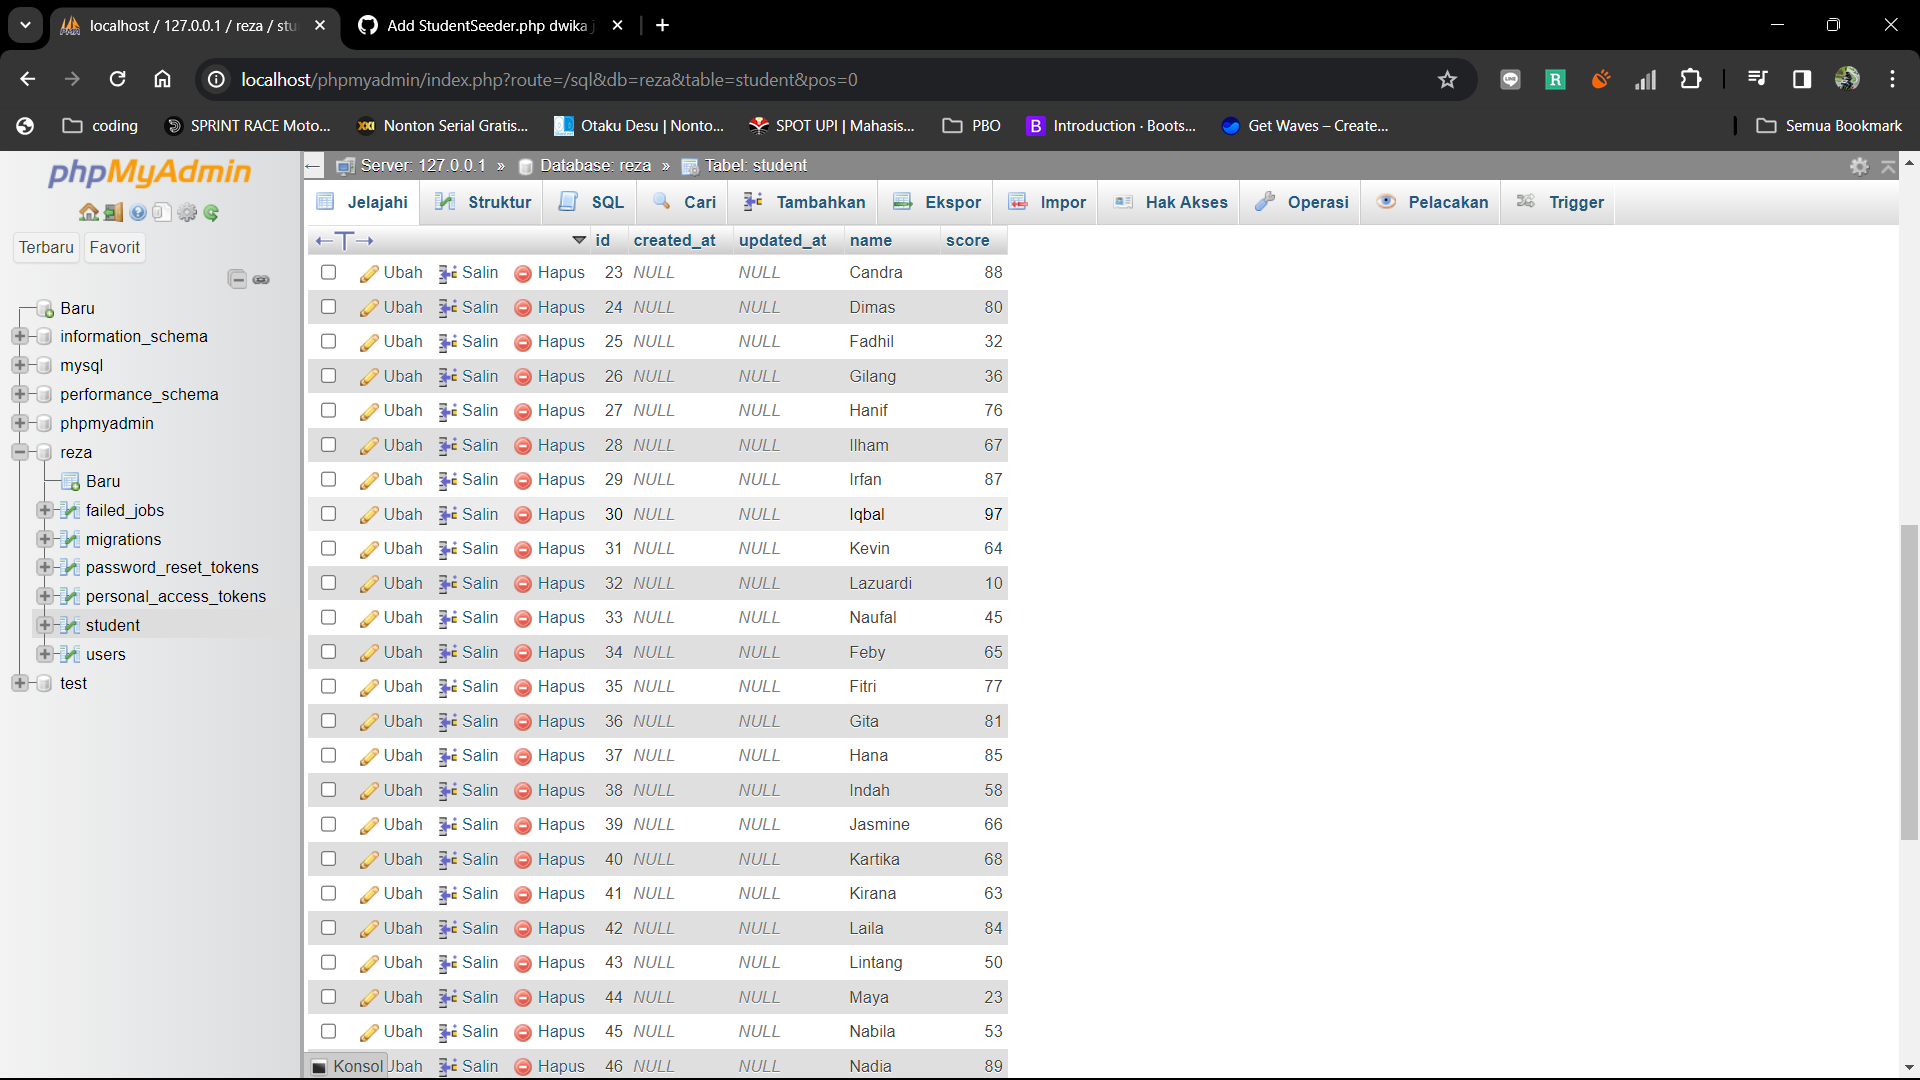 localhost / 127.0.0.1 / reza / stu
Add StudentSeeder.php dwika j
localhost/phpmyadmin/index.php?route=/sql&db=reza&table=student&pos=0
coding SPRINT RACE Moto... Nonton Serial Gratis... Otaku Desu | Nonto... SPOT UPI | Mahasis... PBO Introduction · Boots... Get Waves – Create... Semua Bookmark
phpMyAdmin
Terbaru Favorit
Baru
information_schema
mysql
performance_schema
phpmyadmin
reza
Baru
failed_jobs
migrations
password_reset_tokens
personal_access_tokens
student
users
test
Server: 127.0.0.1 » Database: reza » Tabel: student
Jelajahi Struktur SQL Cari Tambahkan Ekspor Impor Hak Akses Operasi Pelacakan Trigger
id created_at updated_at name score
Ubah Salin Hapus 23 NULL NULL Candra 88
Ubah Salin Hapus 24 NULL NULL Dimas 80
Ubah Salin Hapus 25 NULL NULL Fadhil 32
Ubah Salin Hapus 26 NULL NULL Gilang 36
Ubah Salin Hapus 27 NULL NULL Hanif 76
Ubah Salin Hapus 28 NULL NULL Ilham 67
Ubah Salin Hapus 29 NULL NULL Irfan 87
Ubah Salin Hapus 30 NULL NULL Iqbal 97
Ubah Salin Hapus 31 NULL NULL Kevin 64
Ubah Salin Hapus 32 NULL NULL Lazuardi 10
Ubah Salin Hapus 33 NULL NULL Naufal 45
Ubah Salin Hapus 34 NULL NULL Feby 65
Ubah Salin Hapus 35 NULL NULL Fitri 77
Ubah Salin Hapus 36 NULL NULL Gita 81
Ubah Salin Hapus 37 NULL NULL Hana 85
Ubah Salin Hapus 38 NULL NULL Indah 58
Ubah Salin Hapus 39 NULL NULL Jasmine 66
Ubah Salin Hapus 40 NULL NULL Kartika 68
Ubah Salin Hapus 41 NULL NULL Kirana 63
Ubah Salin Hapus 42 NULL NULL Laila 84
Ubah Salin Hapus 43 NULL NULL Lintang 50
Ubah Salin Hapus 44 NULL NULL Maya 23
Ubah Salin Hapus 45 NULL NULL Nabila 53
Konsol Ubah Salin Hapus 46 NULL NULL Nadia 89